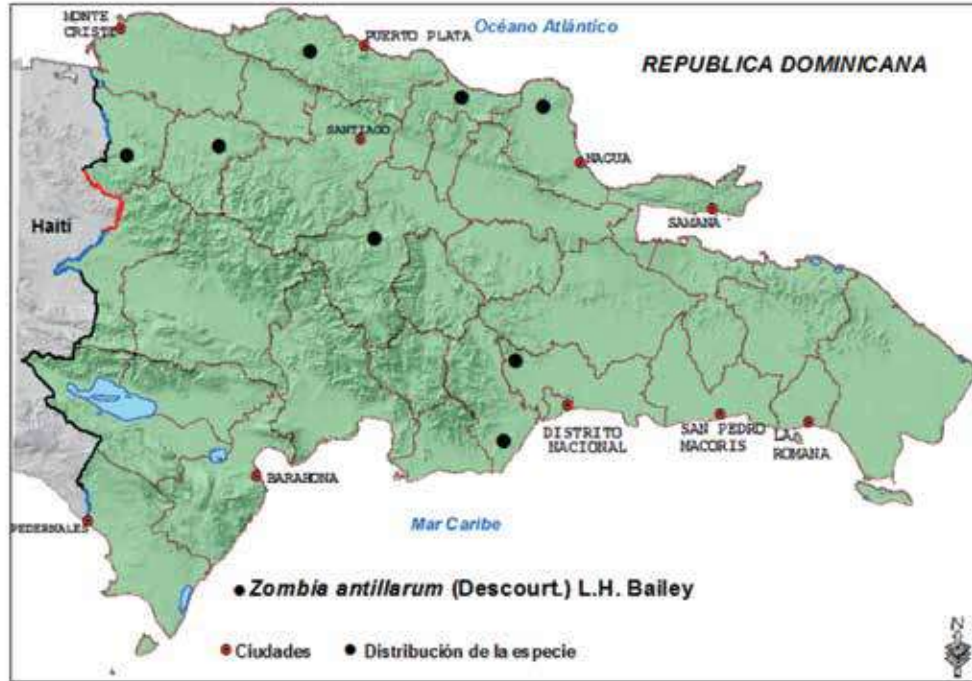 MONTE
CRISTI
PUERTO PLATA
Océano Atlántico
REPUBLICA DOMINICANA
SANTIAGO
NAGUA
SAMANA
Haití
DISTRITO
NACIONAL
SAN PEDRO
MACORIS
LA
ROMANA
BARAHONA
PEDERNALES
Mar Caribe
Zombia antillarum (Descourt.) L.H. Bailey
Ciudades
Distribución de la especie
N